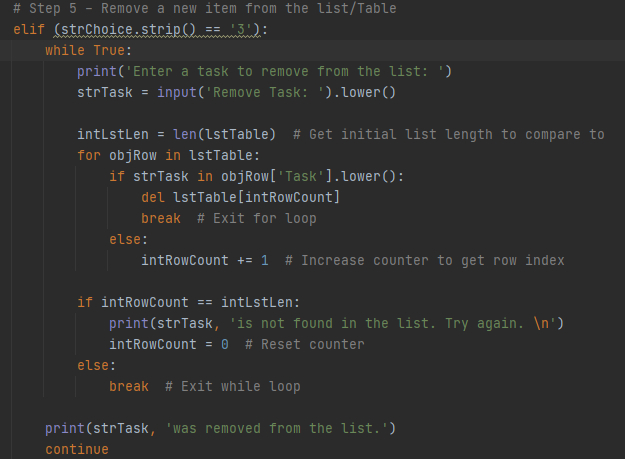 # Step 5 – Remove a new item from the list/Table
elif (strChoice.strip() == '3'):
    while True:
        print('Enter a task to remove from the list: ')
        strTask = input('Remove Task: ').lower()

        intLstLen = len(lstTable)  # Get initial list length to compare to
        for objRow in lstTable:
            if strTask in objRow['Task'].lower():
                del lstTable[intRowCount]
                break  # Exit for loop
            else:
                intRowCount += 1  # Increase counter to get row index

        if intRowCount == intLstLen:
            print(strTask, 'is not found in the list. Try again. \n')
            intRowCount = 0  # Reset counter
        else:
            break  # Exit while loop

    print(strTask, 'was removed from the list.')
    continue